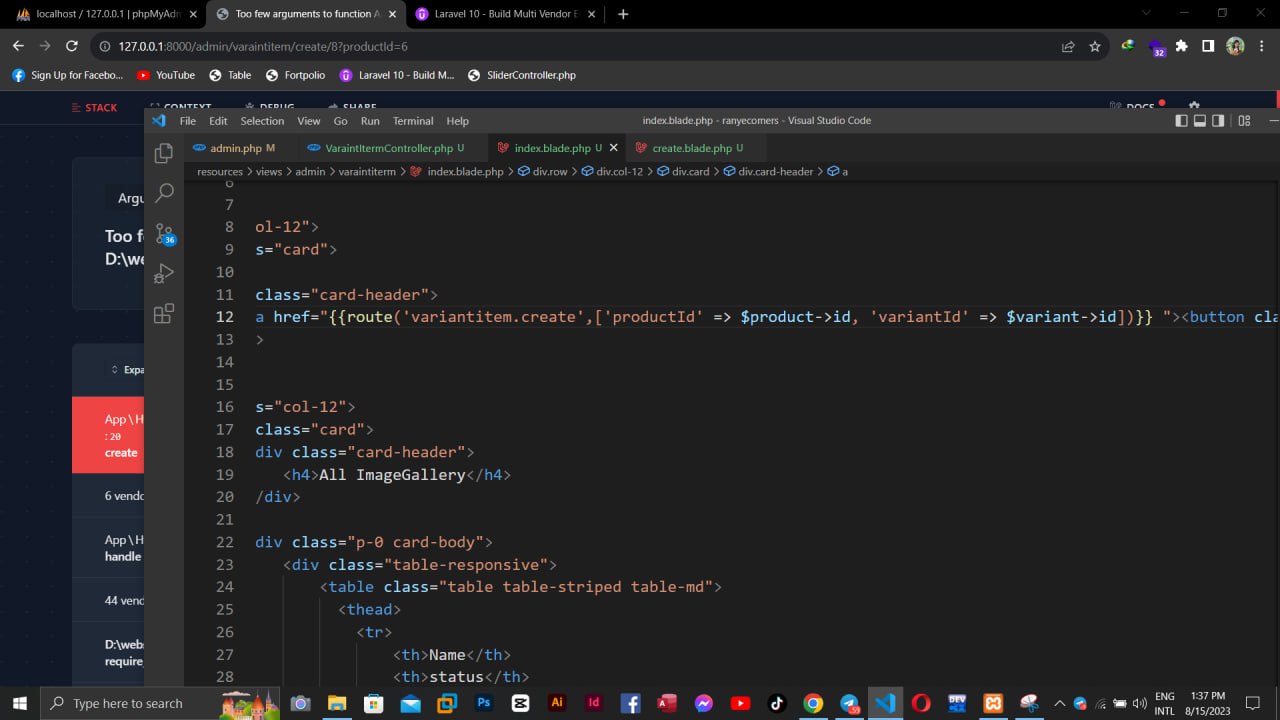 localhost / 127.0.0.1 | phpMyAdm
Too few arguments to function A
Laravel 10 - Build Multi Vendor E
127.0.0.1:8000/admin/varaintitem/create/8?productId=6
32
Sign Up for Facebo...
YouTube
Table
Fortpolio
Laravel 10 - Build M...
SliderController.php
STACK
CONTEXT
DEBUG
SHARE
DOCS
File Edit Selection View Go Run Terminal Help
index.blade.php - ranyecomers - Visual Studio Code
admin.php M
VaraintItermController.php U
index.blade.php U
create.blade.php U
resources > views > admin > varaintiterm > index.blade.php > div.row > div.col-12 > div.card > div.card-header > a
Argu
Too f
D:\we
Expa
App\H
: 20
create
6 vendo
App\H
handle
44 vend
D:\webs
require_
36
6
7
8 ol-12">
9 s="card">
10
11 class="card-header">
12 a href="{{route('variantitem.create',['productId' => $product->id, 'variantId' => $variant->id])}} "><button cla
13 >
14
15
16 s="col-12">
17 class="card">
18 div class="card-header">
19 <h4>All ImageGallery</h4>
20 /div>
21
22 div class="p-0 card-body">
23 <div class="table-responsive">
24 <table class="table table-striped table-md">
25 <thead>
26 <tr>
27 <th>Name</th>
28 <th>status</th>
Type here to search
Ps
Ai
Id
ENG
INTL
1:37 PM
8/15/2023